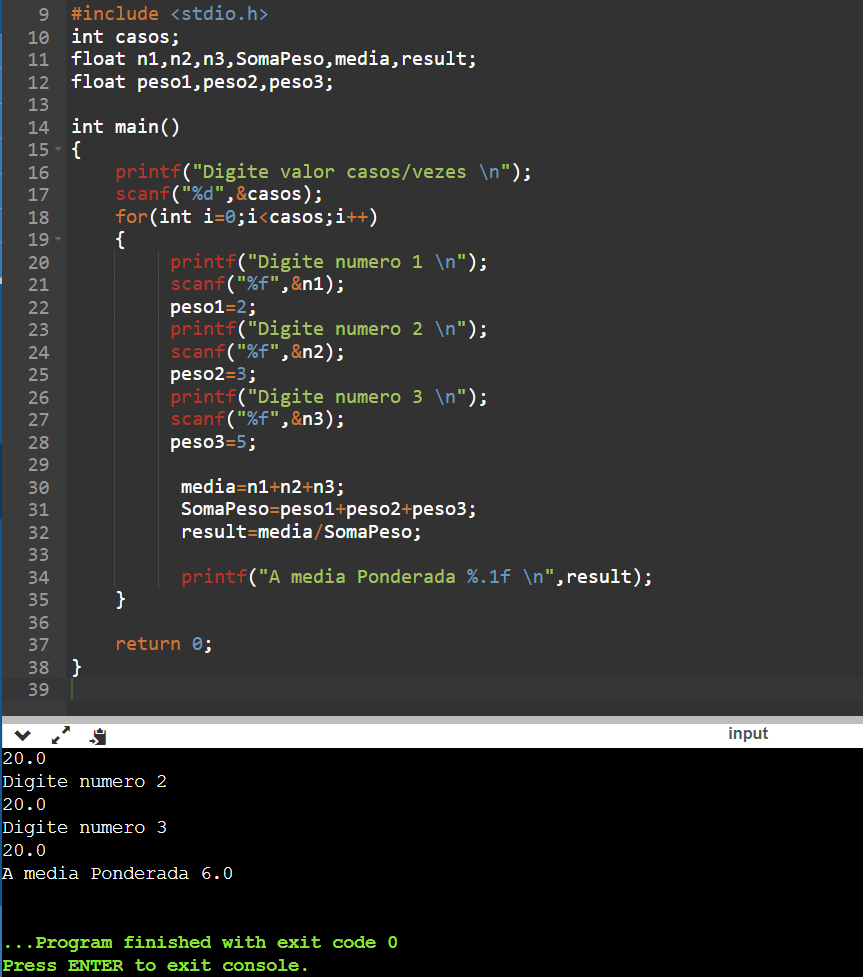 9 #include <stdio.h>
10 int casos;
11 float n1,n2,n3,SomaPeso,media,result;
12 float peso1,peso2,peso3;
13
14 int main()
15 {
16     printf("Digite valor casos/vezes \n");
17     scanf("%d",&casos);
18     for(int i=0;i<casos;i++)
19     {
20          printf("Digite numero 1 \n");
21          scanf("%f",&n1);
22          peso1=2;
23          printf("Digite numero 2 \n");
24          scanf("%f",&n2);
25          peso2=3;
26          printf("Digite numero 3 \n");
27          scanf("%f",&n3);
28          peso3=5;
29
30           media=n1+n2+n3;
31           SomaPeso=peso1+peso2+peso3;
32           result=media/SomaPeso;
33
34           printf("A media Ponderada %.1f \n",result);
35     }
36
37     return 0;
38 }
39
input
20.0
Digite numero 2
20.0
Digite numero 3
20.0
A media Ponderada 6.0
...Program finished with exit code 0
Press ENTER to exit console.